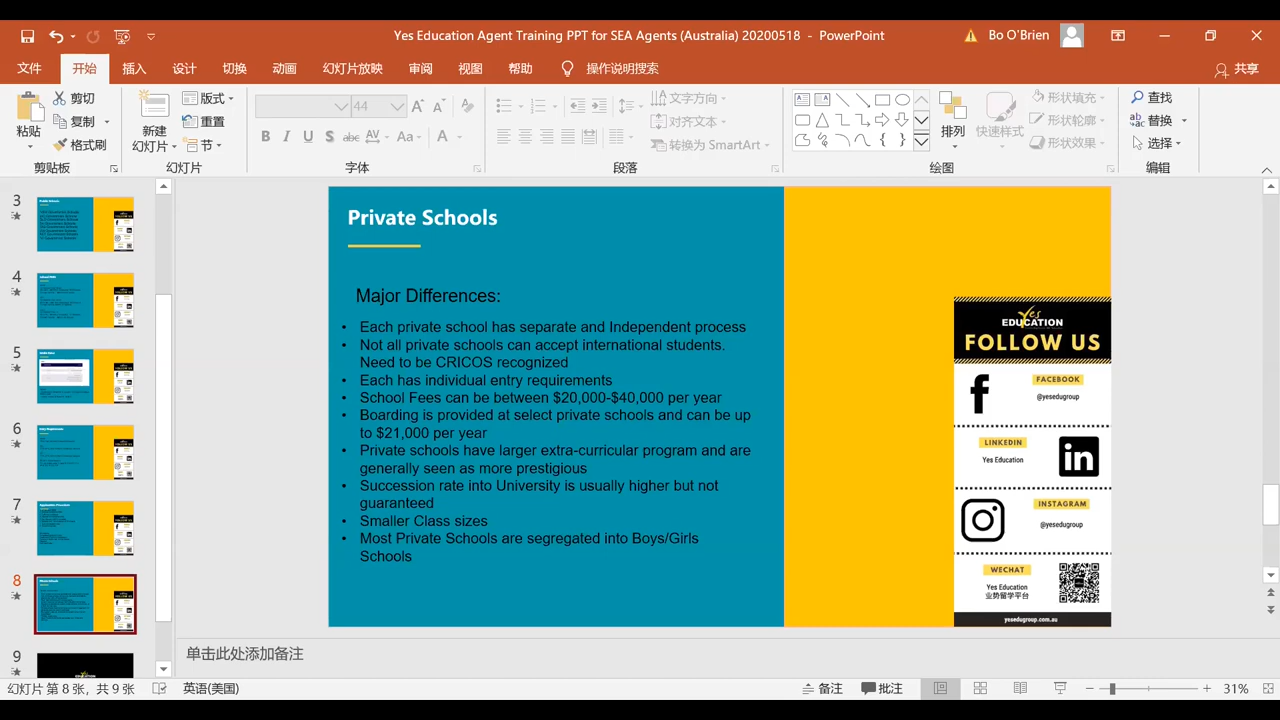 Yes Education Agent Training PPT for SEA Agents (Australia) 20200518 - PowerPoint
Bo O'Brien
文件 开始 插入 设计 切换 动画 幻灯片放映 审阅 视图 帮助 操作说明搜索 共享
粘贴
剪切
复制
格式刷
剪贴板
新建
幻灯片
版式
重置
节
幻灯片
44
字体
文字方向
对齐文本
转换为 SmartArt
段落
排列
快速样式
形状填充
形状轮廓
形状效果
绘图
查找
替换
选择
编辑
3
4
5
6
7
8
9
Private Schools
Major Differences:
• Each private school has separate and Independent process
• Not all private schools can accept international students.
Need to be CRICOS recognized
• Each has individual entry requirements
• School Fees can be between $20,000-$40,000 per year
• Boarding is provided at select private schools and can be up
to $21,000 per year
• Private schools have larger extra-curricular program and are
generally seen as more prestigious
• Succession rate into University is usually higher but not
guaranteed
• Smaller Class sizes
• Most Private Schools are segregated into Boys/Girls
Schools
Yes
EDUCATION
FOLLOW US
FACEBOOK
@yesedugroup
LINKEDIN
Yes Education
INSTAGRAM
@yesedugroup
WECHAT
Yes Education
业势留学平台
yesedugroup.com.au
单击此处添加备注
幻灯片 第 8 张，共 9 张 英语(美国) 备注 批注 31%